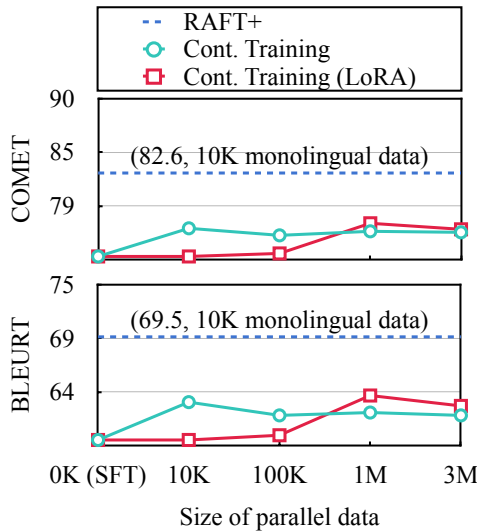 RAFT+
Cont. Training
Cont. Training (LoRA)
90
85
79
COMET
(82.6, 10K monolingual data)
75
69
64
BLEURT
(69.5, 10K monolingual data)
0K (SFT) 10K 100K 1M 3M
Size of parallel data